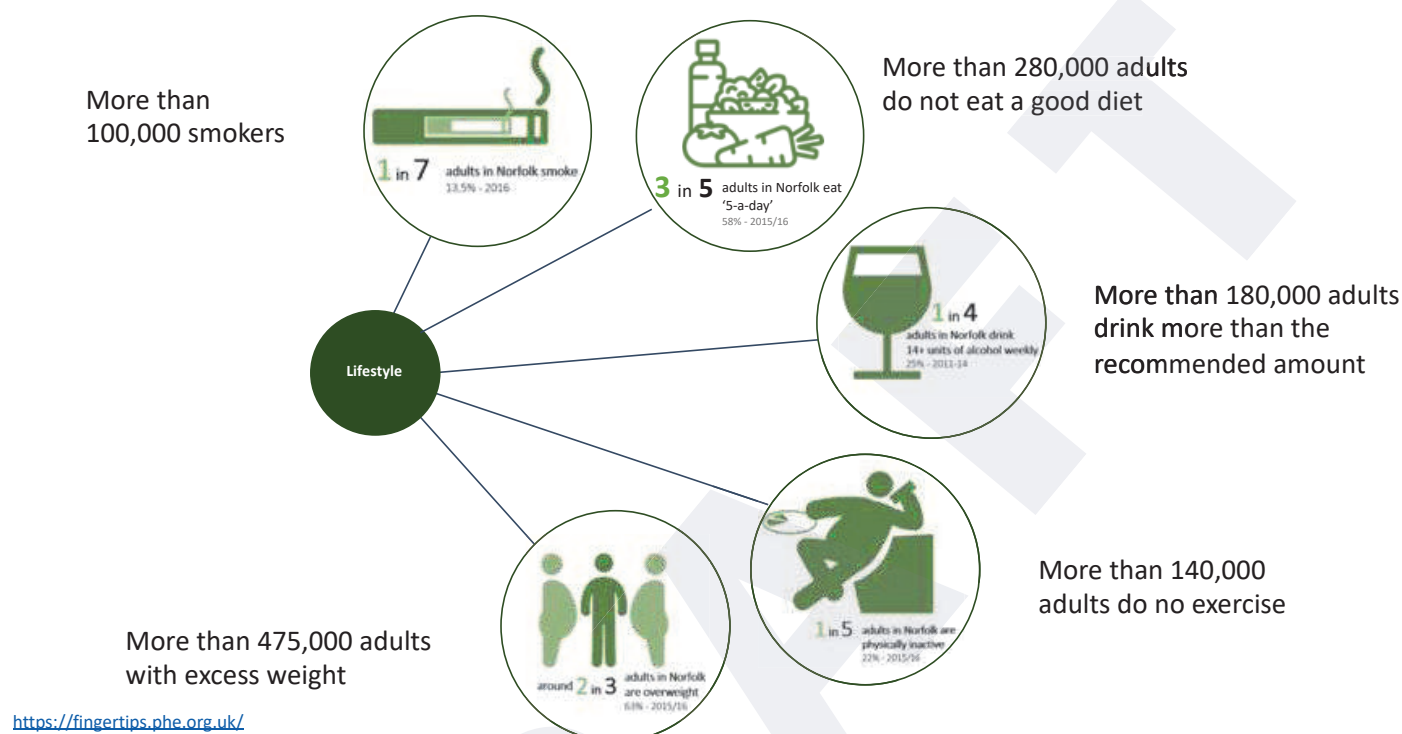 More than
100,000 smokers
1 in 7 adults in Norfolk smoke
13.5% - 2016
3 in 5 adults in Norfolk eat
'5-a-day'
58% - 2015/16
More than 280,000 adults
do not eat a good diet
1 in 4
adults in Norfolk drink
14+ units of alcohol weekly
25% - 2011-14
More than 180,000 adults
drink more than the
recommended amount
Lifestyle
1 in 5 adults in Norfolk are
physically inactive
22% - 2015/16
More than 140,000
adults do no exercise
around 2 in 3 adults in Norfolk
are overweight
63% - 2015/16
More than 475,000 adults
with excess weight
https://fingertips.phe.org.uk/